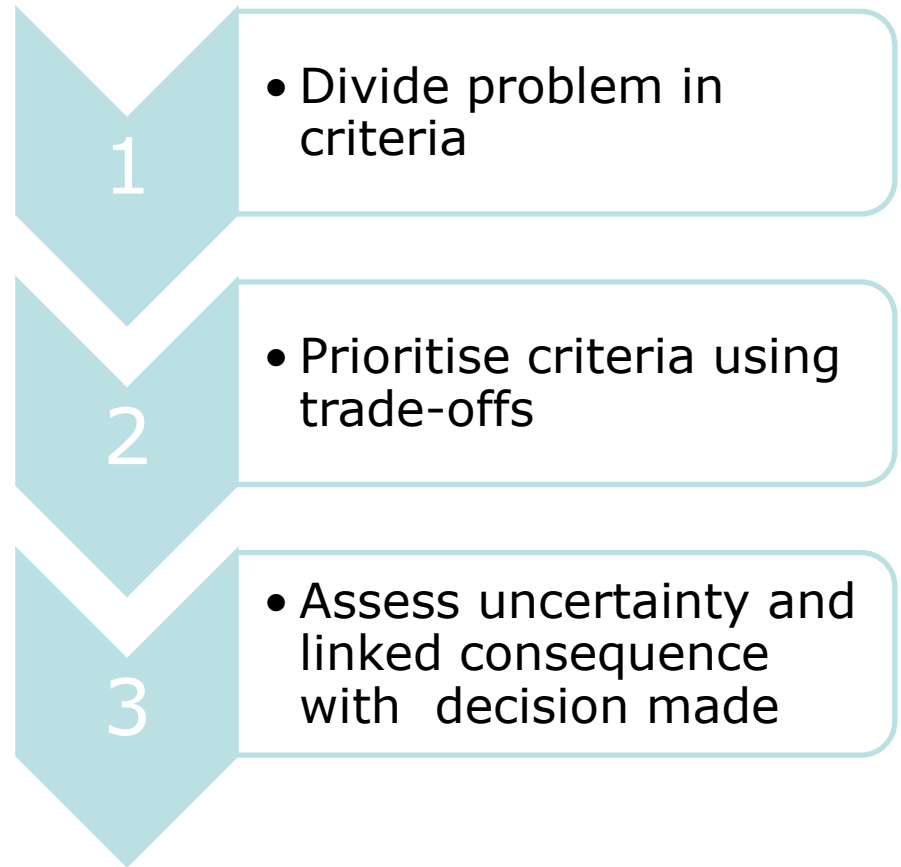 1
• Divide problem in
criteria
2
• Prioritise criteria using
trade-offs
3
• Assess uncertainty and
linked consequence
with  decision made